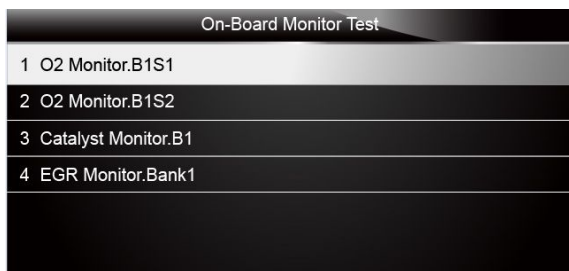 On-Board Monitor Test
1 O2 Monitor.B1S1
2 O2 Monitor.B1S2
3 Catalyst Monitor.B1
4 EGR Monitor.Bank1